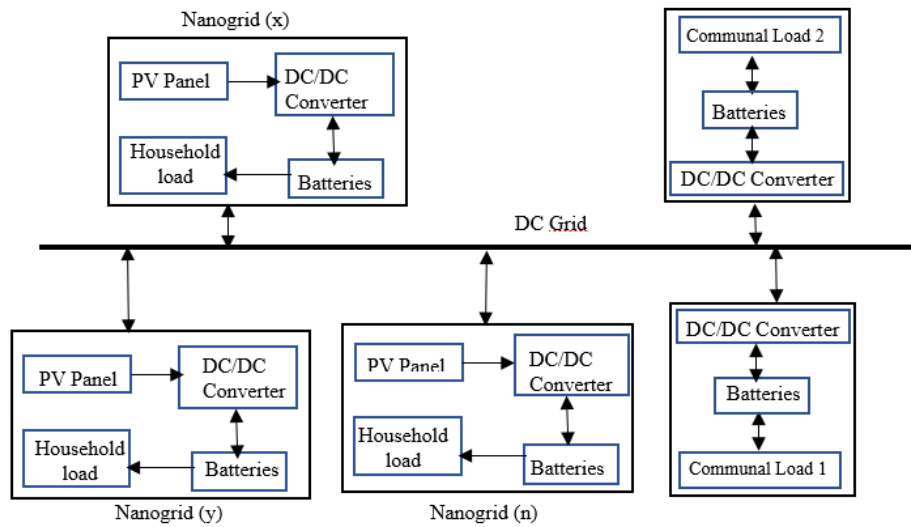 Nanogrid (x)
PV Panel
DC/DC
Converter
Household
load
Batteries
Communal Load 2
Batteries
DC/DC Converter
DC Grid
PV Panel
DC/DC
Converter
Household
load
Batteries
Nanogrid (y)
PV Panel
DC/DC
Converter
Household
load
Batteries
Nanogrid (n)
DC/DC Converter
Batteries
Communal Load 1